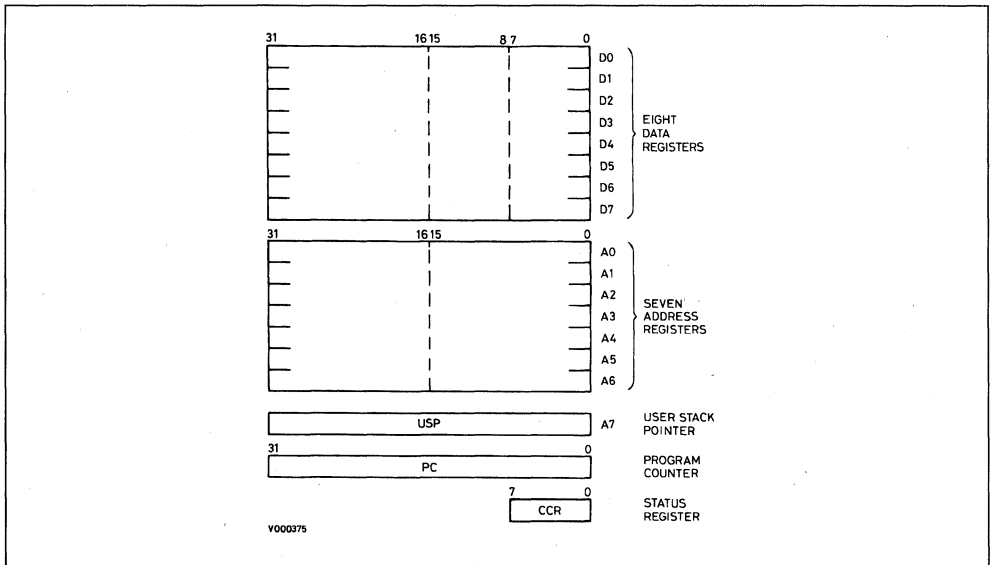 31 16 15 8 7 0
D0
D1
D2
D3
D4
D5
D6
D7
EIGHT
DATA
REGISTERS
31 16 15 0
A0
A1
A2
A3
A4
A5
A6
SEVEN
ADDRESS
REGISTERS
USP
A7
USER STACK
POINTER
31 0
PC
PROGRAM
COUNTER
7 0
CCR
STATUS
REGISTER
V000375